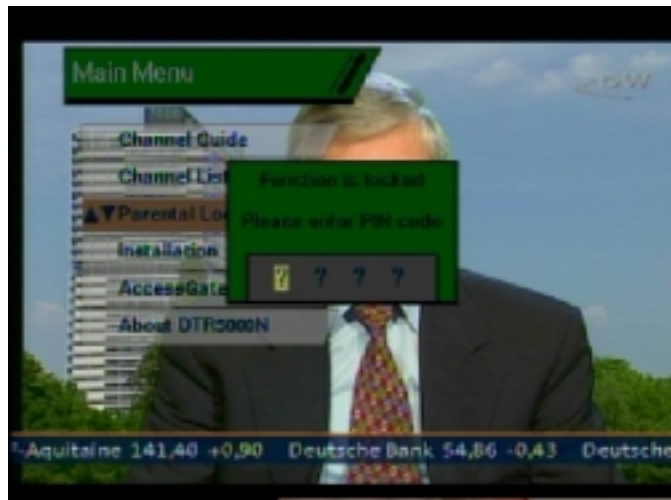 Main Menu
DW
Channel Guide
Channel List
Function is locked
Please enter PIN code
▲▼Parental Lo
? ? ? ?
Installation
AccessGate
About DTR5000N
-Aquitaine 141,40 +0,90 Deutsche Bank 54,86 -0,43 Deutsche